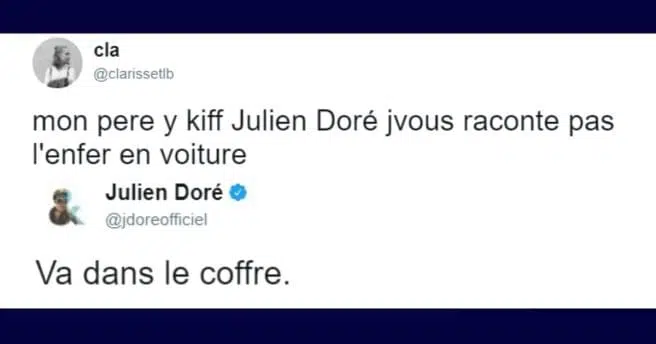 cla
@clarissetlb
mon pere y kiff Julien Doré jvous raconte pas
l'enfer en voiture
Julien Doré
@jdoreofficiel
Va dans le coffre.